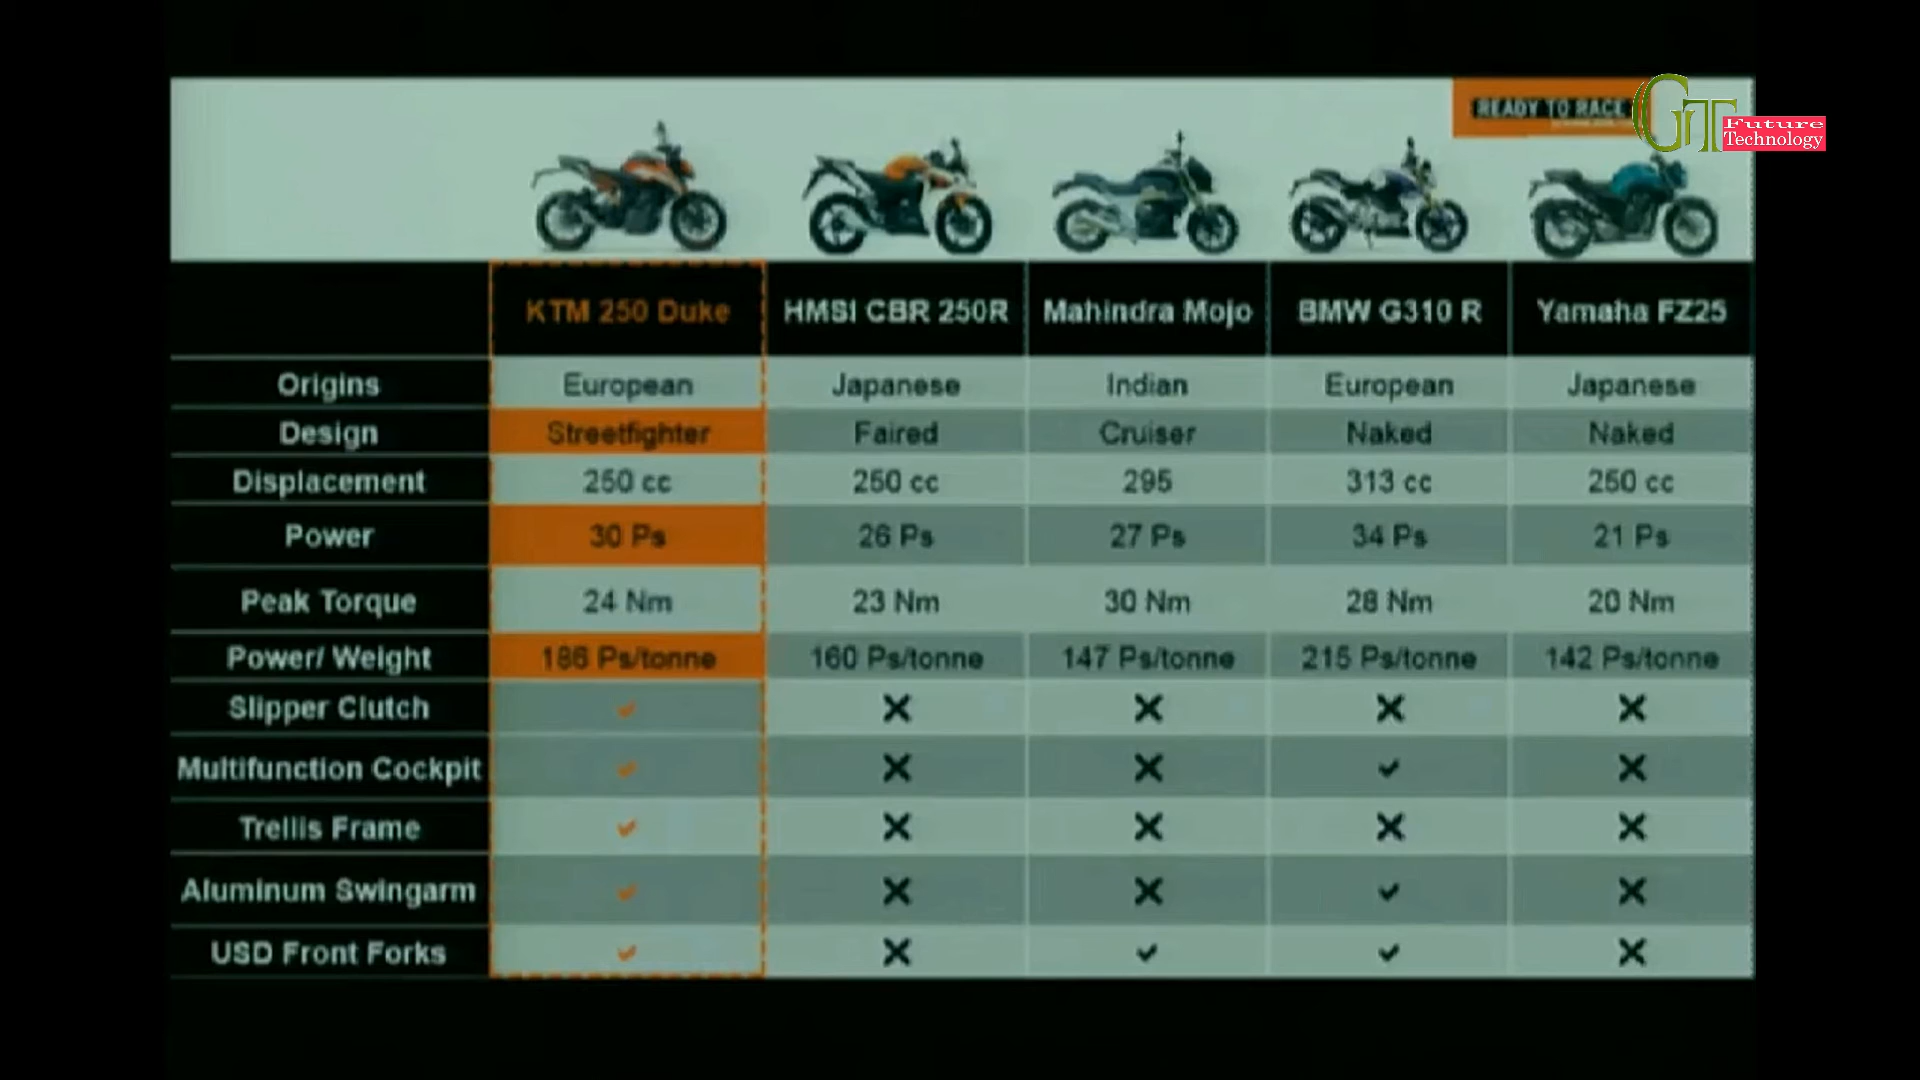 READY TO RACE
GT
Future
Technology
KTM 250 Duke HMSI CBR 250R Mahindra Mojo BMW G310 R Yamaha FZ25
Origins European Japanese Indian European Japanese
Design Streetfighter Faired Cruiser Naked Naked
Displacement 250 cc 250 cc 295 313 cc 250 cc
Power 30 Ps 26 Ps 27 Ps 34 Ps 21 Ps
Peak Torque 24 Nm 23 Nm 30 Nm 28 Nm 20 Nm
Power/ Weight 186 Ps/tonne 160 Ps/tonne 147 Ps/tonne 215 Ps/tonne 142 Ps/tonne
Slipper Clutch
Multifunction Cockpit
Trellis Frame
Aluminum Swingarm
USD Front Forks